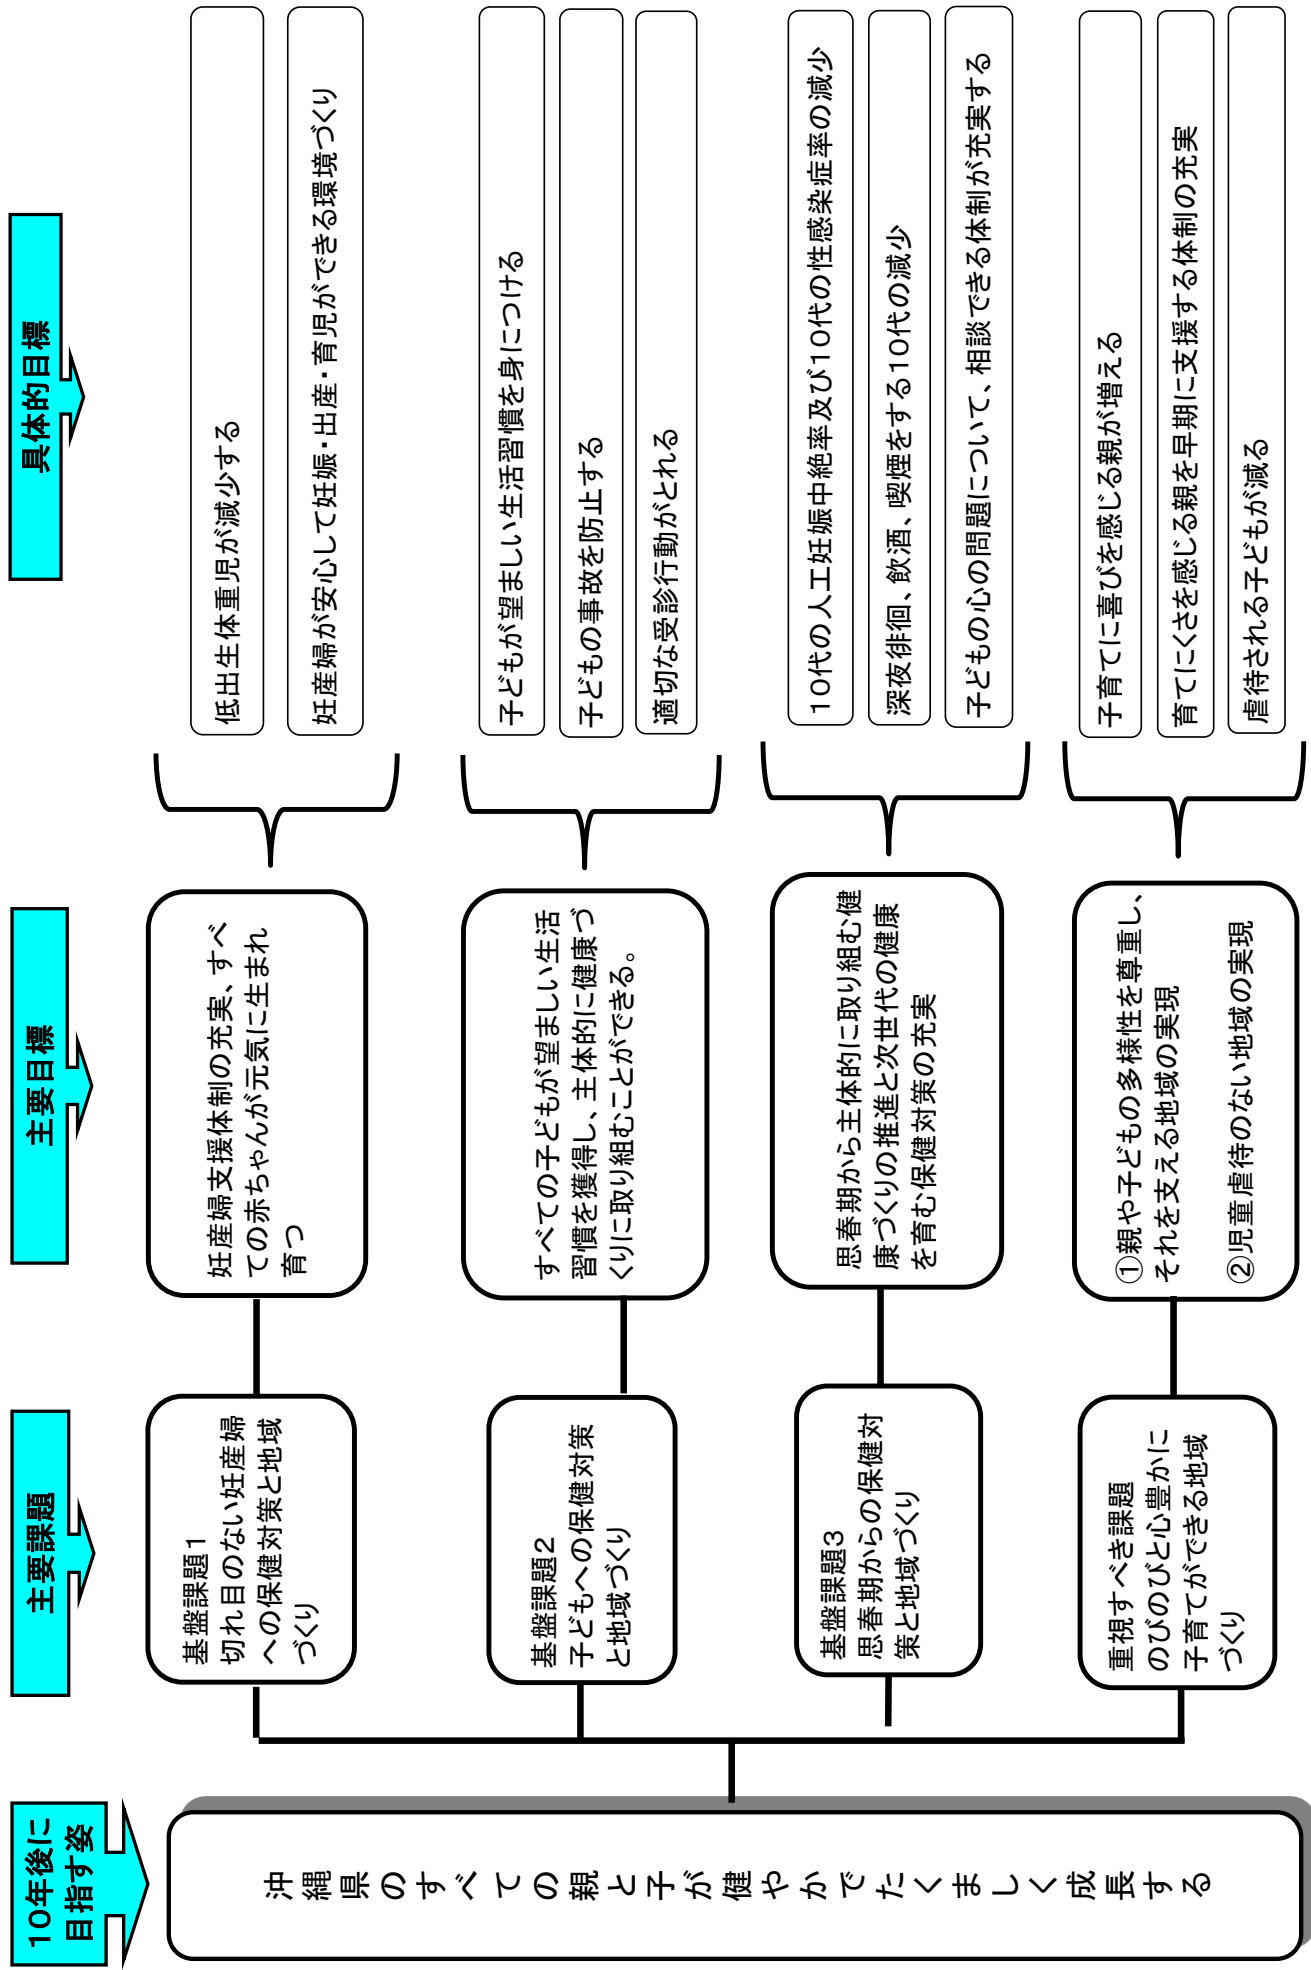 10年後に
目指す姿
主要課題
主要目標
具体的目標
沖縄県のすべての親と子が健やかでたくましく成長する
基盤課題1
切れ目のない妊産婦
への保健対策と地域
づくり
妊産婦支援体制の充実、すべ
ての赤ちゃんが元気に生まれ
育つ
低出生体重児が減少する
妊産婦が安心して妊娠・出産・育児ができる環境づくり
基盤課題2
子どもへの保健対策
と地域づくり
すべての子どもが望ましい生活
習慣を獲得し、主体的に健康づ
くりに取り組むことができる。
子どもが望ましい生活習慣を身につける
子どもの事故を防止する
適切な受診行動がとれる
基盤課題3
思春期からの保健対
策と地域づくり
思春期から主体的に取り組む健
康づくりの推進と次世代の健康
を育む保健対策の充実
10代の人工妊娠中絶率及び10代の性感染症率の減少
深夜徘徊、飲酒、喫煙をする10代の減少
子どもの心の問題について、相談できる体制が充実する
重視すべき課題
のびのびと心豊かに
子育てができる地域
づくり
①親や子どもの多様性を尊重し、
それを支える地域の実現
②児童虐待のない地域の実現
子育てに喜びを感じる親が増える
育てにくさを感じる親を早期に支援する体制の充実
虐待される子どもが減る